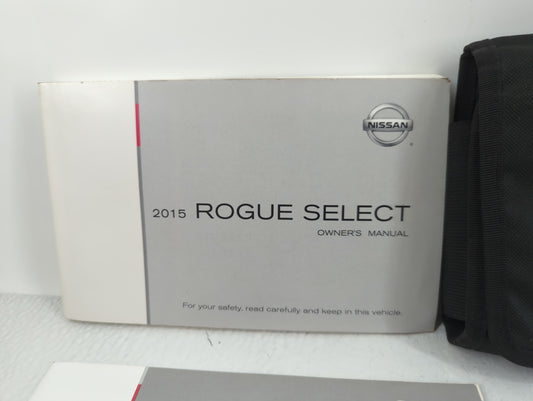 NISSAN
2015 ROGUE SELECT
OWNER'S MANUAL
For your safety, read carefully and keep in this vehicle.